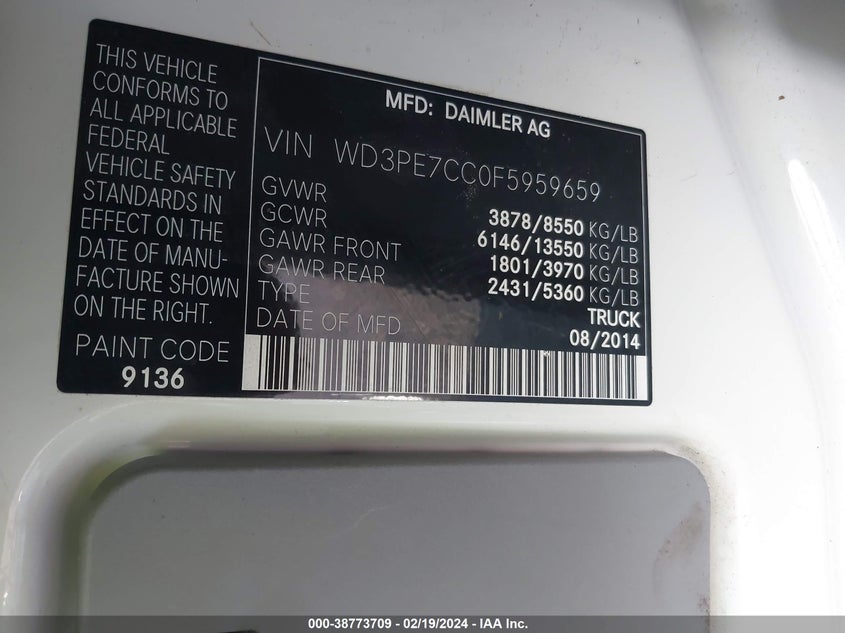 THIS VEHICLE
CONFORMS TO
ALL APPLICABLE
FEDERAL
VEHICLE SAFETY
STANDARDS IN
EFFECT ON THE
DATE OF MANU-
FACTURE SHOWN
ON THE RIGHT.
PAINT CODE
9136
MFD: DAIMLER AG
VIN WD3PE7CC0F5959659
GVWR 3878/8550 KG/LB
GCWR 6146/13550 KG/LB
GAWR FRONT 1801/3970 KG/LB
GAWR REAR 2431/5360 KG/LB
TYPE TRUCK
DATE OF MFD 08/2014
000-38773709 - 02/19/2024 - IAA Inc.